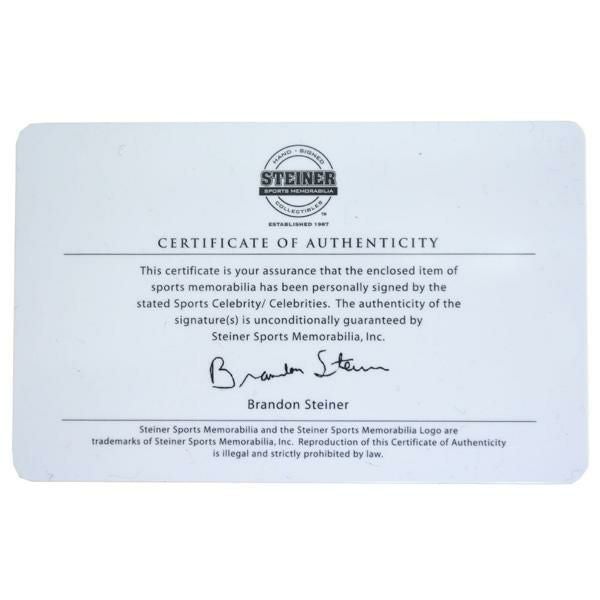 HAND · SIGNED
STEINER
SPORTS MEMORABILIA
COLLECTIBLES
TM
ESTABLISHED 1987
CERTIFICATE OF AUTHENTICITY
This certificate is your assurance that the enclosed item of
sports memorabilia has been personally signed by the
stated Sports Celebrity/ Celebrities. The authenticity of the
signature(s) is unconditionally guaranteed by
Steiner Sports Memorabilia, Inc.
Brandon Steiner
Brandon Steiner
Steiner Sports Memorabilia and the Steiner Sports Memorabilia Logo are
trademarks of Steiner Sports Memorabilia, Inc. Reproduction of this Certificate of Authenticity
is illegal and strictly prohibited by law.